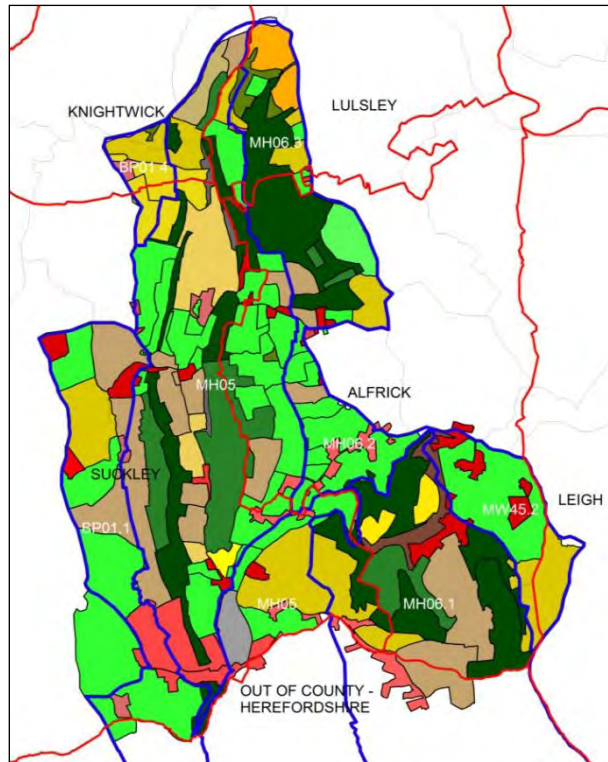 KNIGHTWICK
LULSLEY
MH06.3
BP01.4
ALFRICK
MH05
MH06.2
SUCKLEY
MW45.2
LEIGH
BP01.1
MH05
MH06.1
OUT OF COUNTY -
HEREFORDSHIRE